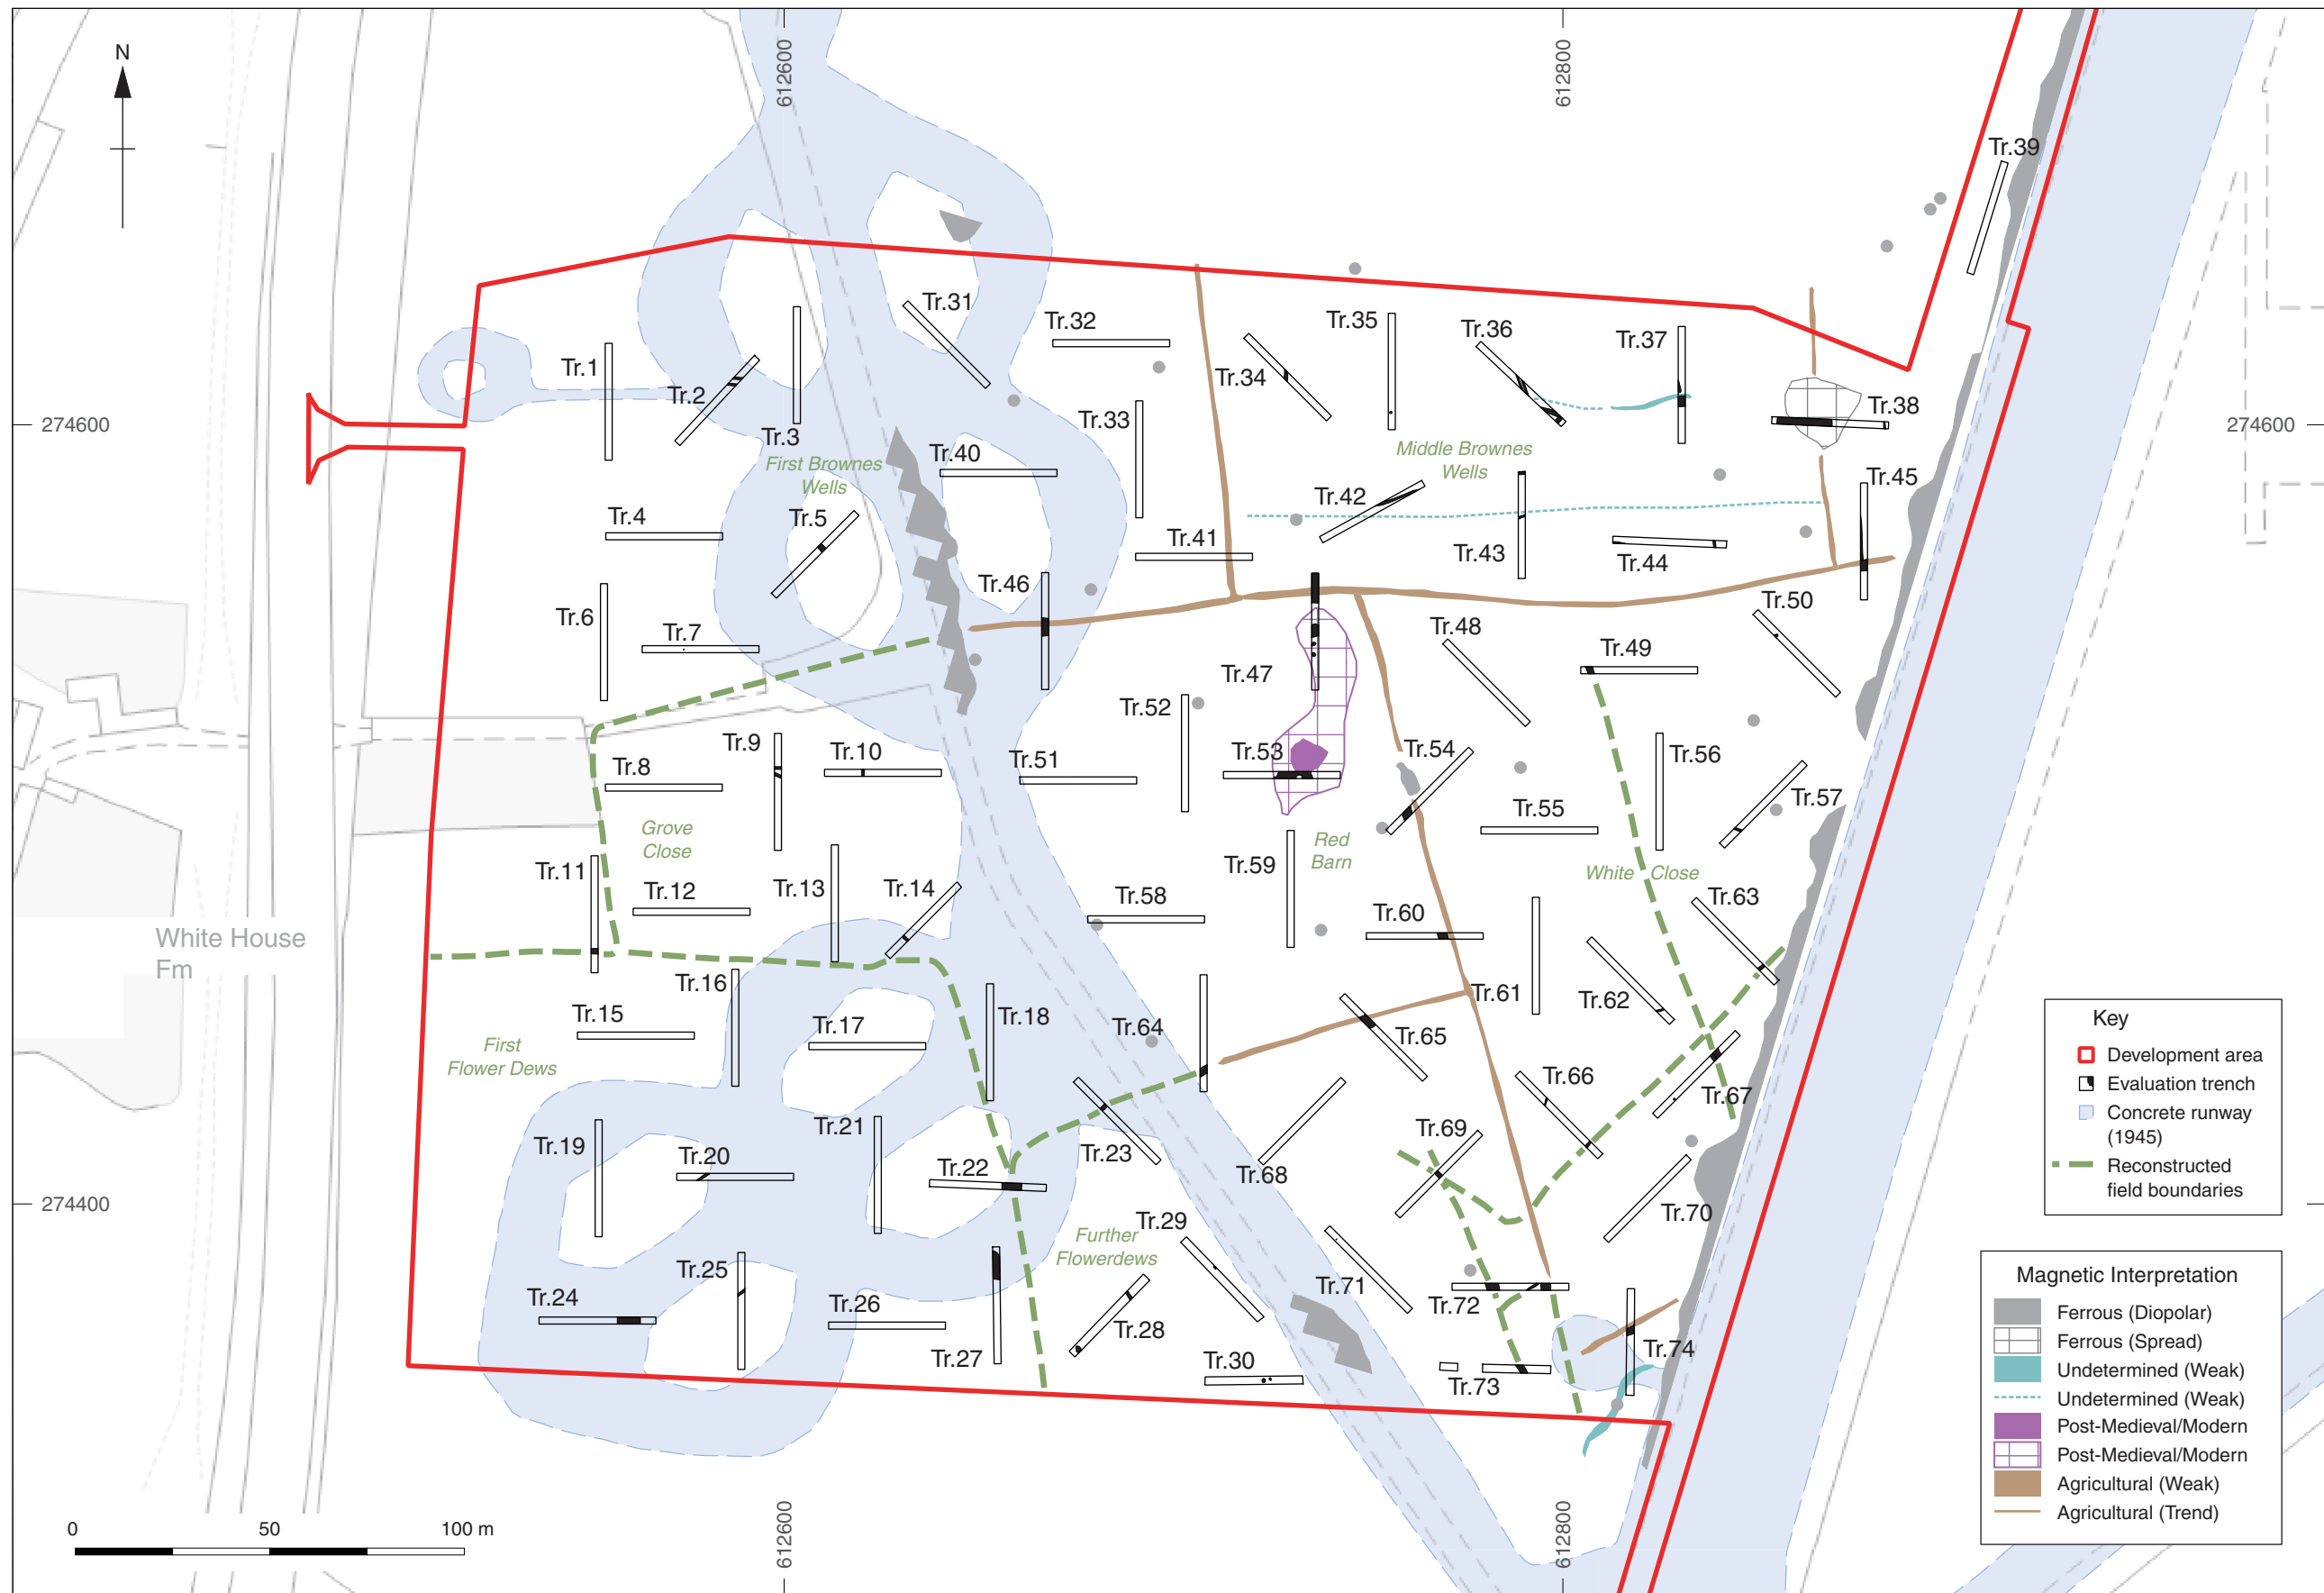 N
612600
612800
Tr.39
Tr.31
Tr.32
Tr.35
Tr.36
Tr.37
Tr.1
Tr.2
Tr.34
Tr.33
Tr.38
274600
274600
Tr.3
First Brownes
Wells
Tr.40
Middle Brownes
Wells
Tr.45
Tr.4
Tr.5
Tr.42
Tr.41
Tr.43
Tr.44
Tr.46
Tr.6
Tr.7
Tr.50
Tr.48
Tr.49
Tr.47
Tr.52
Tr.9
Tr.10
Tr.8
Tr.51
Tr.53
Tr.54
Tr.56
Tr.57
Tr.55
Grove
Close
Red
Barn
Tr.11
Tr.12
Tr.13
Tr.14
Tr.59
White Close
Tr.58
Tr.60
Tr.63
White House
Fm
Tr.16
Tr.61
Tr.62
Tr.15
Tr.17
Tr.18
Tr.64
Tr.65
First
Flower Dews
Tr.66
Tr.67
Tr.21
Tr.19
Tr.20
Tr.22
Tr.23
Tr.68
Tr.69
Tr.70
274400
Tr.29
Further
Flowerdews
Tr.25
Tr.24
Tr.26
Tr.27
Tr.28
Tr.71
Tr.72
Tr.74
Tr.30
Tr.73
Key
Development area
Evaluation trench
Concrete runway
(1945)
Reconstructed
field boundaries
Magnetic Interpretation
Ferrous (Diopolar)
Ferrous (Spread)
Undetermined (Weak)
Undetermined (Weak)
Post-Medieval/Modern
Post-Medieval/Modern
Agricultural (Weak)
Agricultural (Trend)
0 50 100 m
612600
612800